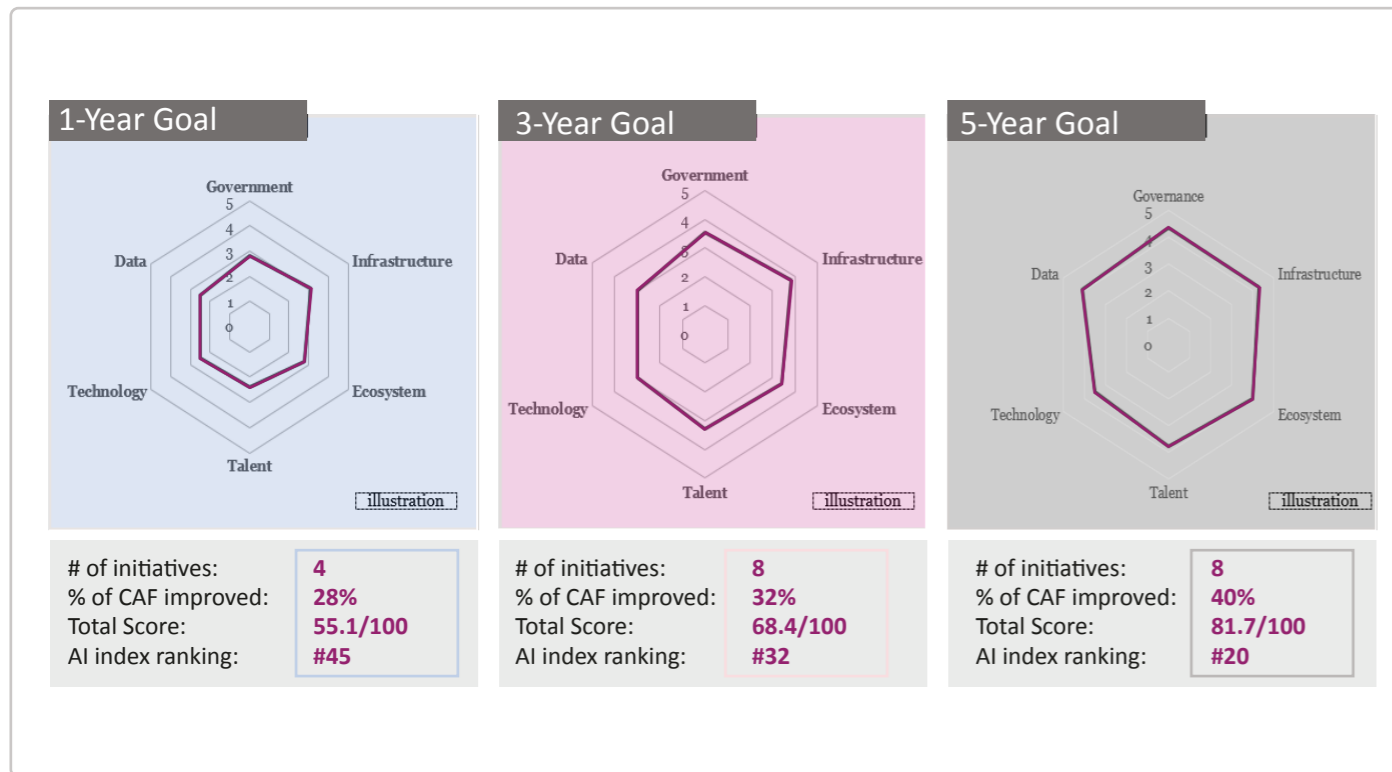 1-Year Goal
Government
5
4
3
2
1
0
Data
Infrastructure
Technology
Ecosystem
Talent
illustration
# of initiatives: 4
% of CAF improved: 28%
Total Score: 55.1/100
AI index ranking: #45
3-Year Goal
Government
5
4
3
2
1
0
Data
Infrastructure
Technology
Ecosystem
Talent
illustration
# of initiatives: 8
% of CAF improved: 32%
Total Score: 68.4/100
AI index ranking: #32
5-Year Goal
Governance
5
4
3
2
1
0
Data
Infrastructure
Technology
Ecosystem
Talent
illustration
# of initiatives: 8
% of CAF improved: 40%
Total Score: 81.7/100
AI index ranking: #20